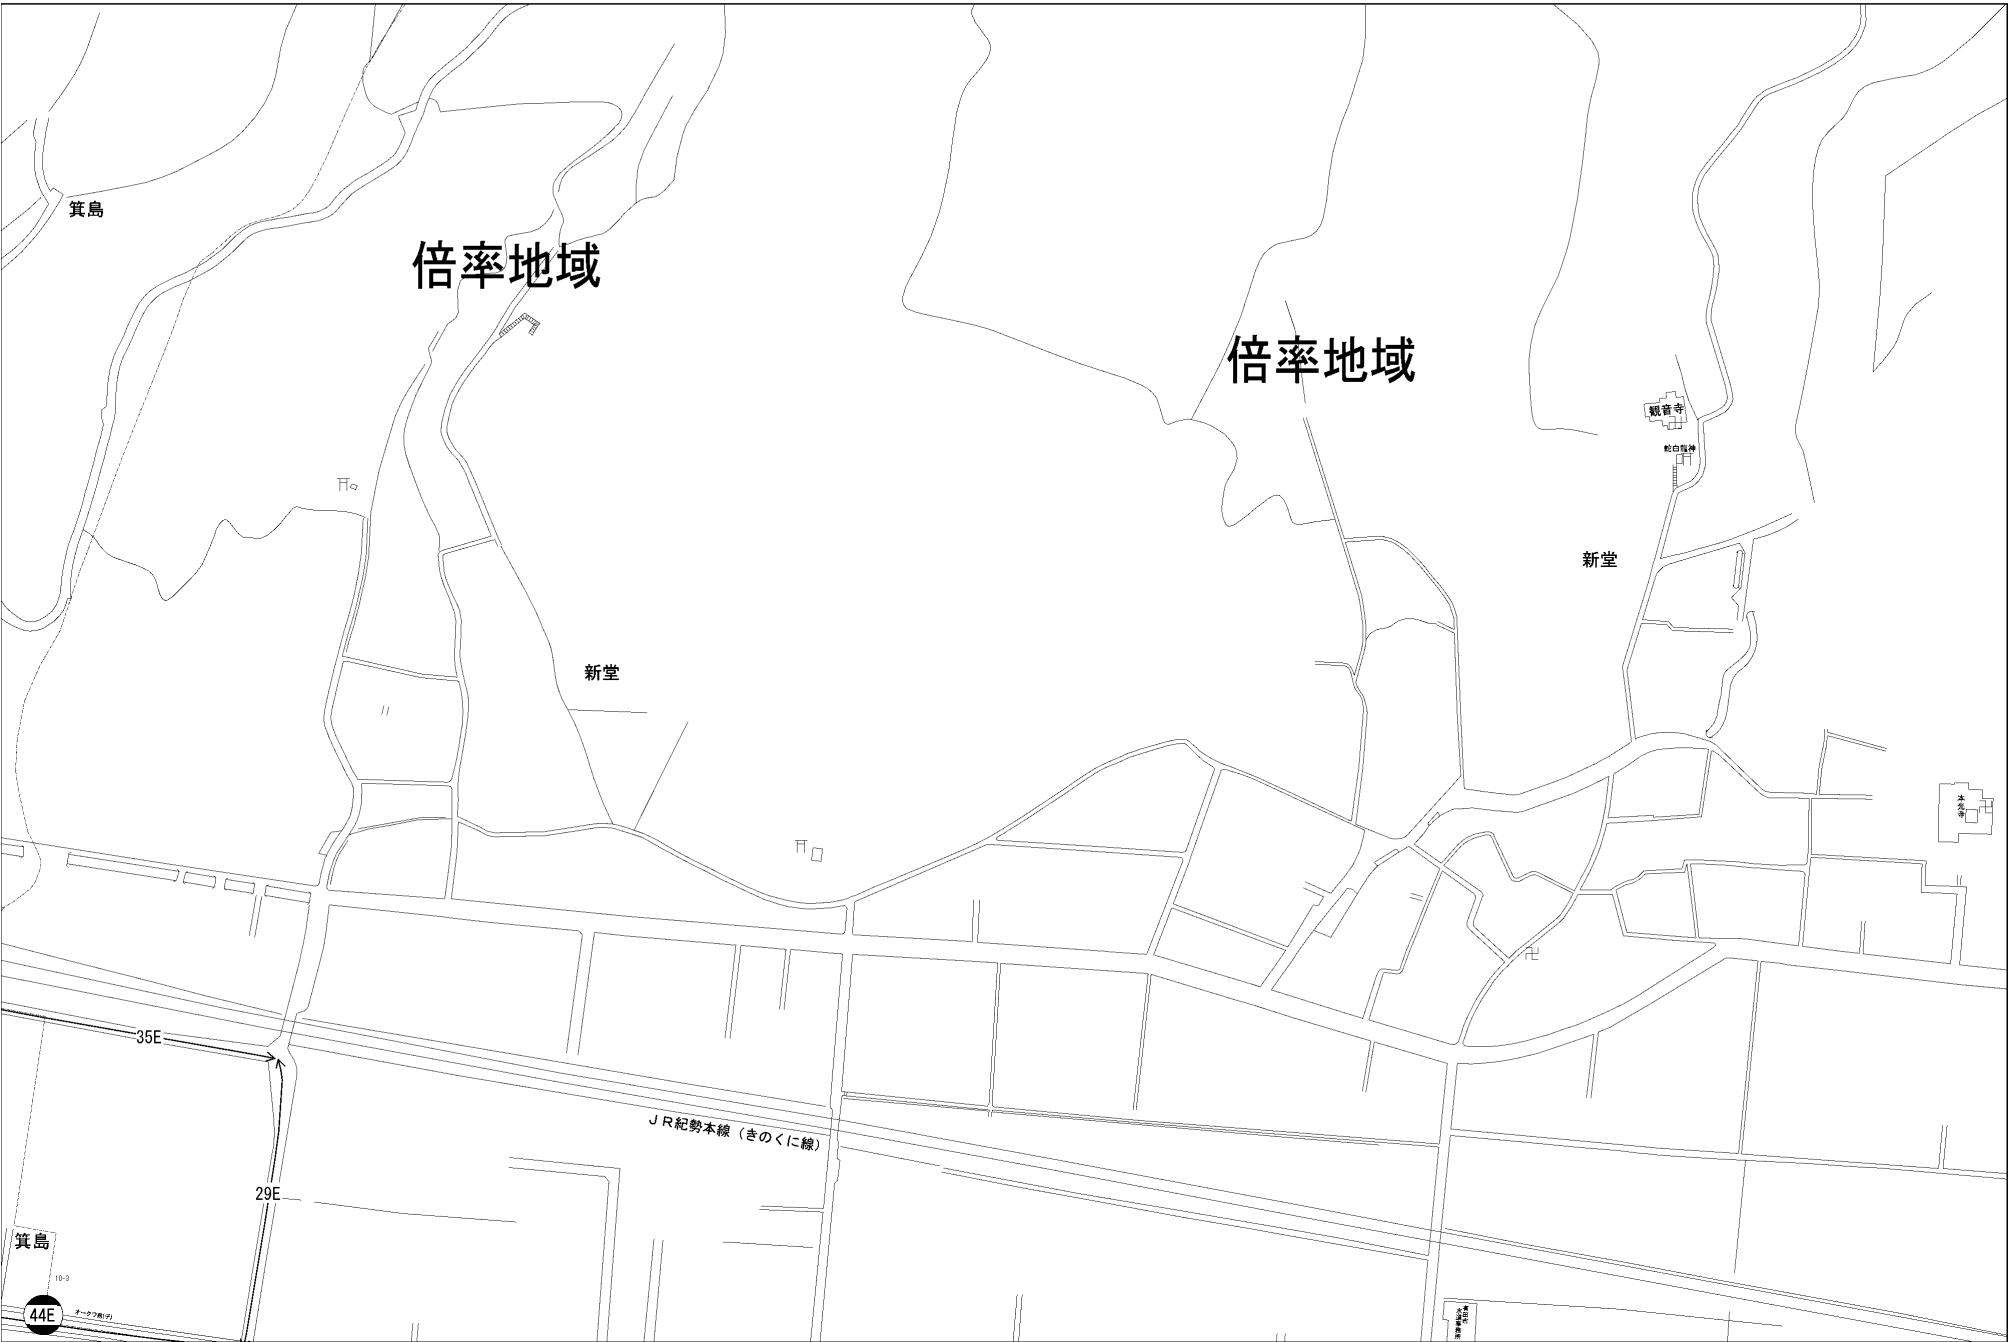 箕島
倍率地域
倍率地域
観音寺
蛇白龍神
新堂
新堂
本光寺
35E
ＪＲ紀勢本線（きのくに線）
29E
箕島
10-3
44E